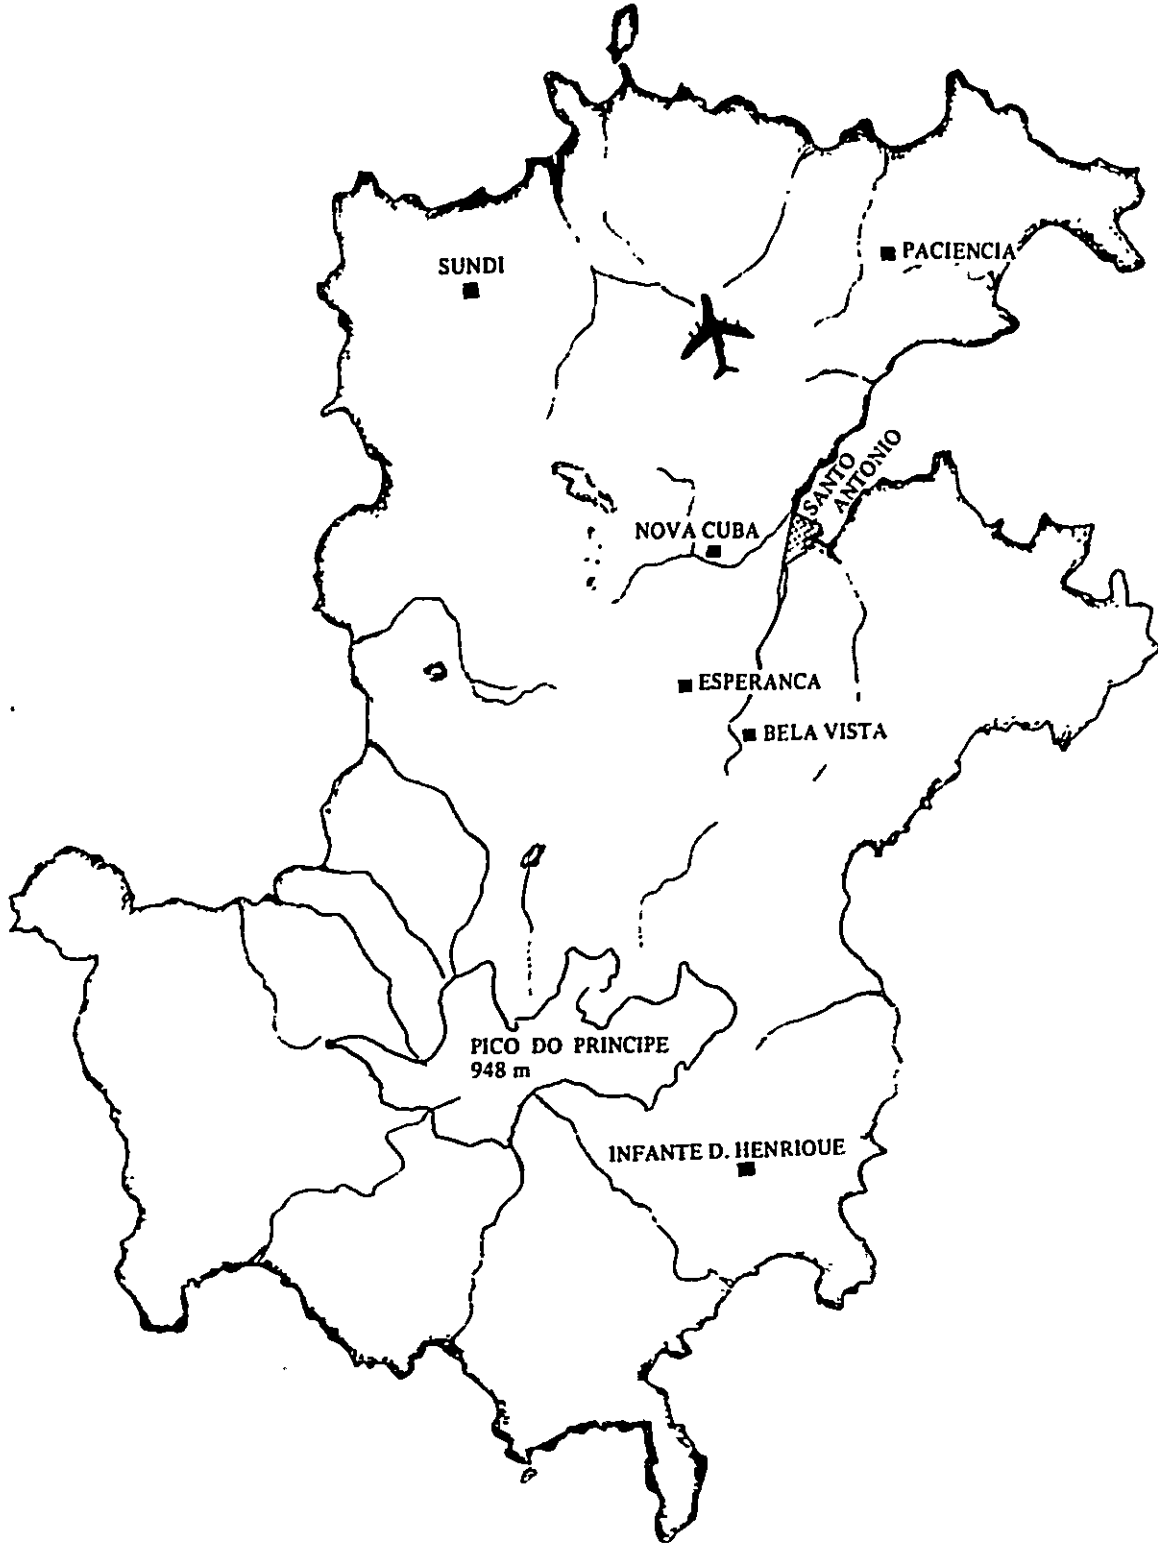 SUNDI
PACIENCIA
SANTO
ANTONIO
NOVA CUBA
ESPERANCA
BELA VISTA
PICO DO PRINCIPE
948 m
INFANTE D. HENRIQUE